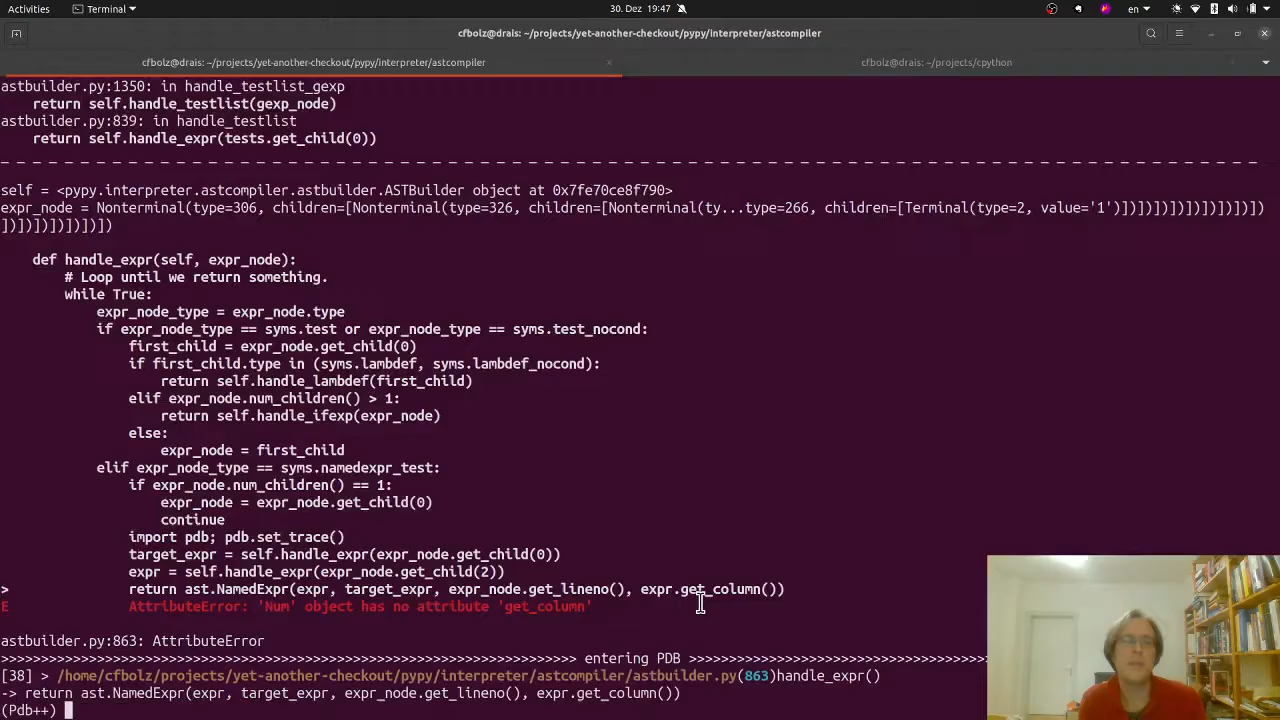 Activities
Terminal
30. Dez 19:47
en
cfbolz@drais: ~/projects/yet-another-checkout/pypy/interpreter/astcompiler
cfbolz@drais: ~/projects/yet-another-checkout/pypy/interpreter/astcompiler
cfbolz@drais: ~/projects/cpython
astbuilder.py:1350: in handle_testlist_gexp
    return self.handle_testlist(gexp_node)
astbuilder.py:839: in handle_testlist
    return self.handle_expr(tests.get_child(0))
_ _ _ _ _ _ _ _ _ _ _ _ _ _ _ _ _ _ _ _ _ _ _ _ _ _ _ _ _ _ _ _ _ _ _ _ _ _ _ _ _ _ _ _ _ _ _ _ _ _ _ _ _ _ _ _ _ _ _ _ _ _ _ _ _ _ _ _ _ _ _ _ _ _ _ _ _ _ _
self = <pypy.interpreter.astcompiler.astbuilder.ASTBuilder object at 0x7fe70ce8f790>
expr_node = Nonterminal(type=306, children=[Nonterminal(type=326, children=[Nonterminal(ty...type=266, children=[Terminal(type=2, value='1')])])])])])])])])
])])])])])])])
    def handle_expr(self, expr_node):
        # Loop until we return something.
        while True:
            expr_node_type = expr_node.type
            if expr_node_type == syms.test or expr_node_type == syms.test_nocond:
                first_child = expr_node.get_child(0)
                if first_child.type in (syms.lambdef, syms.lambdef_nocond):
                    return self.handle_lambdef(first_child)
                elif expr_node.num_children() > 1:
                    return self.handle_ifexp(expr_node)
                else:
                    expr_node = first_child
            elif expr_node_type == syms.namedexpr_test:
                if expr_node.num_children() == 1:
                    expr_node = expr_node.get_child(0)
                    continue
                import pdb; pdb.set_trace()
                target_expr = self.handle_expr(expr_node.get_child(0))
                expr = self.handle_expr(expr_node.get_child(2))
>               return ast.NamedExpr(expr, target_expr, expr_node.get_lineno(), expr.get_column())
E               AttributeError: 'Num' object has no attribute 'get_column'
astbuilder.py:863: AttributeError
>>>>>>>>>>>>>>>>>>>>>>>>>>>>>>>>>>>>>>>>>>>>>>>>>>>>>>>>>>>>>>>>>>>>>>>> entering PDB >>>>>>>>>>>>>>>>>>>>>>>>>>>>>>>>>>>>>>
[38] > /home/cfbolz/projects/yet-another-checkout/pypy/interpreter/astcompiler/astbuilder.py(863)handle_expr()
-> return ast.NamedExpr(expr, target_expr, expr_node.get_lineno(), expr.get_column())
(Pdb++)